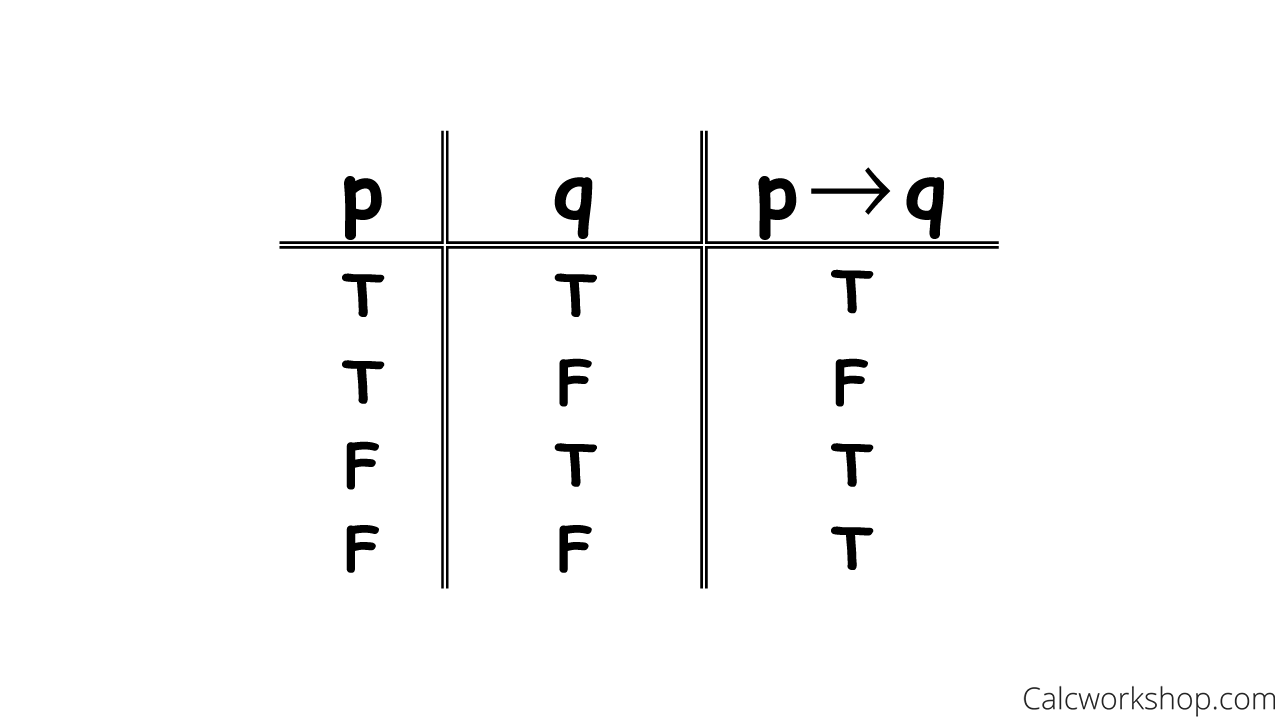 p q p → q
T T T
T F F
F T T
F F T
Calcworkshop.com